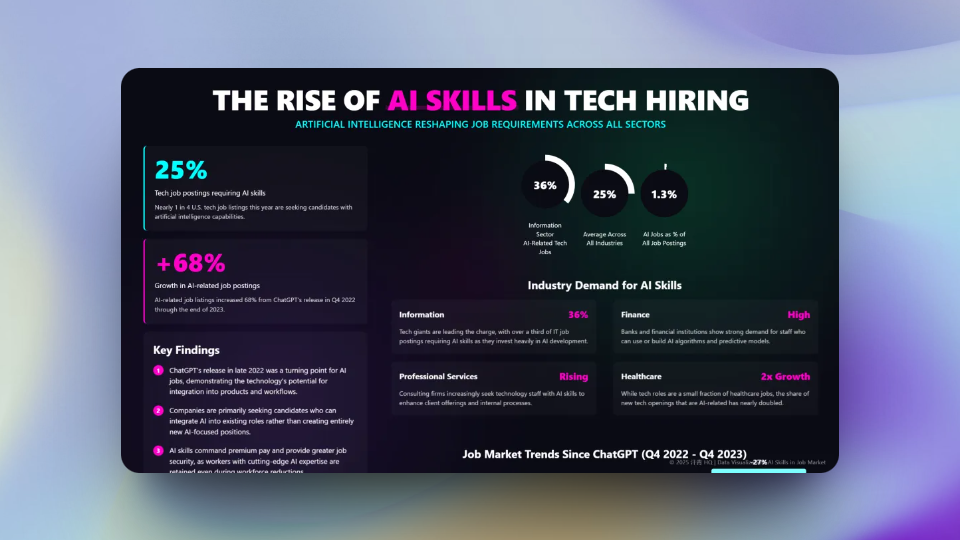 THE RISE OF AI SKILLS IN TECH HIRING
ARTIFICIAL INTELLIGENCE RESHAPING JOB REQUIREMENTS ACROSS ALL SECTORS
25%
Tech job postings requiring AI skills
Nearly 1 in 4 U.S. tech job listings this year are seeking candidates with
artificial intelligence capabilities.
+68%
Growth in AI-related job postings
AI-related job listings increased 68% from ChatGPT's release in Q4 2022
through the end of 2023.
Key Findings
1 ChatGPT's release in late 2022 was a turning point for AI
jobs, demonstrating the technology's potential for
integration into products and workflows.
2 Companies are primarily seeking candidates who can
integrate AI into existing roles rather than creating entirely
new AI-focused positions.
3 AI skills command premium pay and provide greater job
security, as workers with cutting-edge AI expertise are
retained even during workforce reductions.
36%
Information
Sector
AI-Related Tech
Jobs
25%
Average Across
All Industries
1.3%
AI Jobs as % of
All Job Postings
Industry Demand for AI Skills
Information 36%
Tech giants are leading the charge, with over a third of IT job
postings requiring AI skills as they invest heavily in AI development.
Finance High
Banks and financial institutions show strong demand for staff who
can use or build AI algorithms and predictive models.
Professional Services Rising
Consulting firms increasingly seek technology staff with AI skills to
enhance client offerings and internal processes.
Healthcare 2x Growth
While tech roles are a small fraction of healthcare jobs, the share of
new tech openings that are AI-related has nearly doubled.
Job Market Trends Since ChatGPT (Q4 2022 - Q4 2023)
-27%
© 2025 | Data AI Skills in Job Market